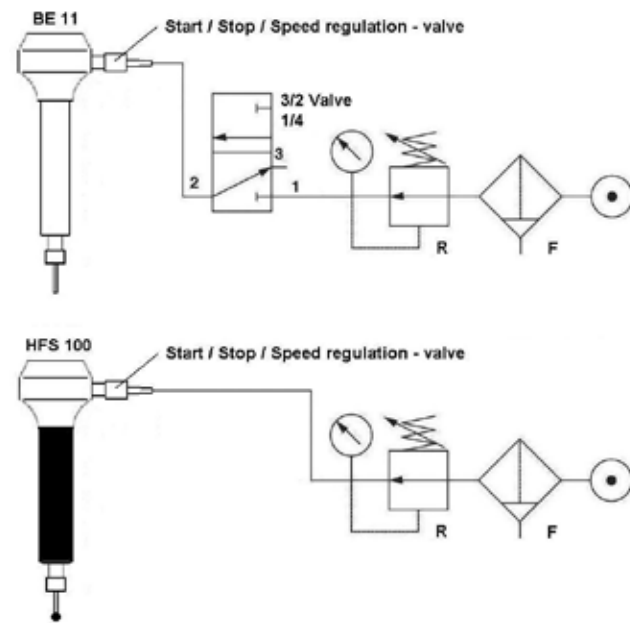 BE 11
Start / Stop / Speed regulation - valve
3/2 Valve
1/4
3
2
1
R
F
HFS 100
Start / Stop / Speed regulation - valve
R
F